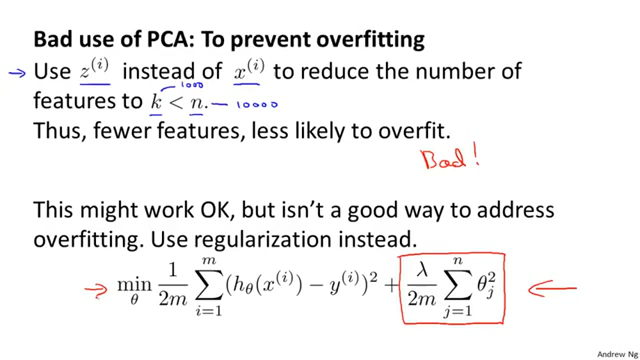 Bad use of PCA: To prevent overfitting
→ Use z⁽ⁱ⁾ instead of x⁽ⁱ⁾ to reduce the number of
1000
features to k < n. — 10000
Thus, fewer features, less likely to overfit.
Bad!
This might work OK, but isn't a good way to address
overfitting. Use regularization instead.
→ min_θ 1/2m ∑_{i=1}^{m} (h_θ(x⁽ⁱ⁾) − y⁽ⁱ⁾)² + λ/2m ∑_{j=1}^{n} θ_j² ←
Andrew Ng